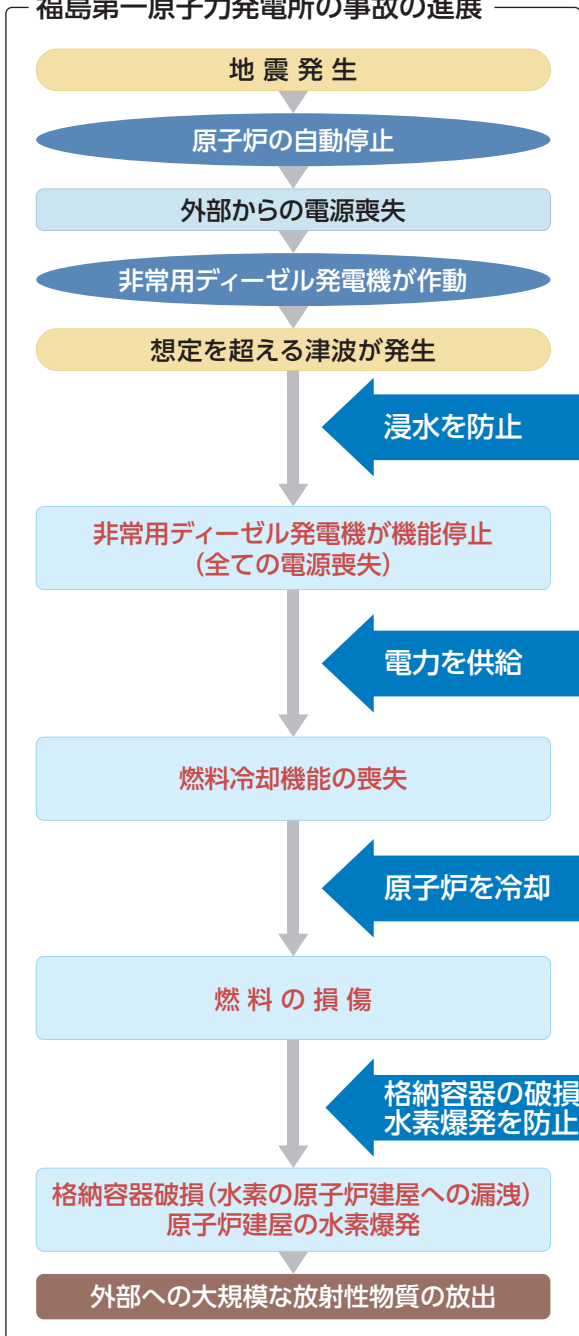 福島第一原子力発電所の事故の進展
地震発生
原子炉の自動停止
外部からの電源喪失
非常用ディーゼル発電機が作動
想定を超える津波が発生
浸水を防止
非常用ディーゼル発電機が機能停止
(全ての電源喪失)
電力を供給
燃料冷却機能の喪失
原子炉を冷却
燃料の損傷
格納容器の破損
水素爆発を防止
格納容器破損(水素の原子炉建屋への漏洩)
原子炉建屋の水素爆発
外部への大規模な放射性物質の放出